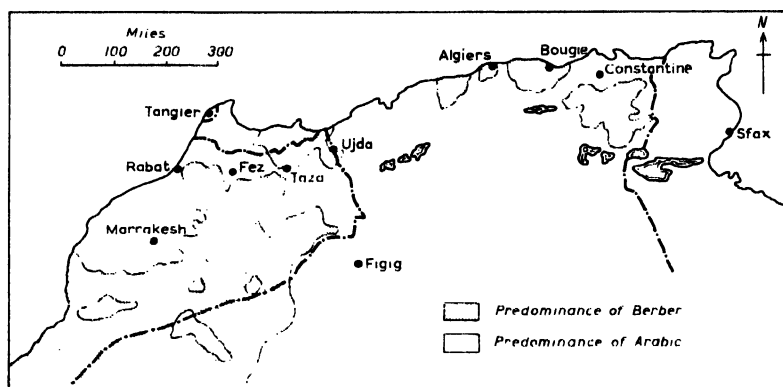 Miles
0 100 200 300
N
Algiers
Bougie
Constantine
Tangier
Ujda
Sfax
Rabat
Fez
Taza
Marrakesh
Figig
Predominance of Berber
Predominance of Arabic